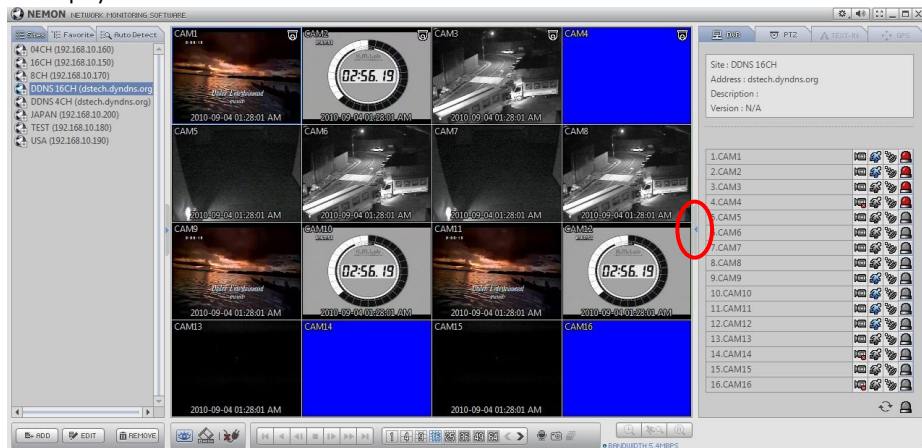 NEMON NETWORK MONITORING SOFTWARE
Sites Favorite Auto Detect
04CH (192.168.10.160)
16CH (192.168.10.150)
8CH (192.168.10.170)
DDNS 16CH (dstech.dyndns.org
DDNS 4CH (dstech.dyndns.org)
JAPAN (192.168.10.200)
TEST (192.168.10.180)
USA (192.168.10.190)
ADD EDIT REMOVE
CAM1 CAM2 CAM3 CAM4
02:56. 19
2010-09-04 01:28:01 AM 2010-09-04 01:28:01 AM 2010-09-04 01:28:01 AM
CAM5 CAM6 CAM7 CAM8
2010-09-04 01:28:01 AM 2010-09-04 01:28:01 AM 2010-09-04 01:28:01 AM 2010-09-04 01:28:01 AM
CAM9 CAM10 CAM11 CAM12
02:56. 19 02:56. 19
2010-09-04 01:28:01 AM 2010-09-04 01:28:01 AM 2010-09-04 01:28:01 AM 2010-09-04 01:28:01 AM
CAM13 CAM14 CAM15 CAM16
2010-09-04 01:28:01 AM 2010-09-04 01:28:01 AM
BANDWIDTH 5.4MBPS
DVR PTZ TEXT-IN GPS
Site : DDNS 16CH
Address : dstech.dyndns.org
Description :
Version : N/A
1.CAM1
2.CAM2
3.CAM3
4.CAM4
5.CAM5
6.CAM6
7.CAM7
8.CAM8
9.CAM9
10.CAM10
11.CAM11
12.CAM12
13.CAM13
14.CAM14
15.CAM15
16.CAM16